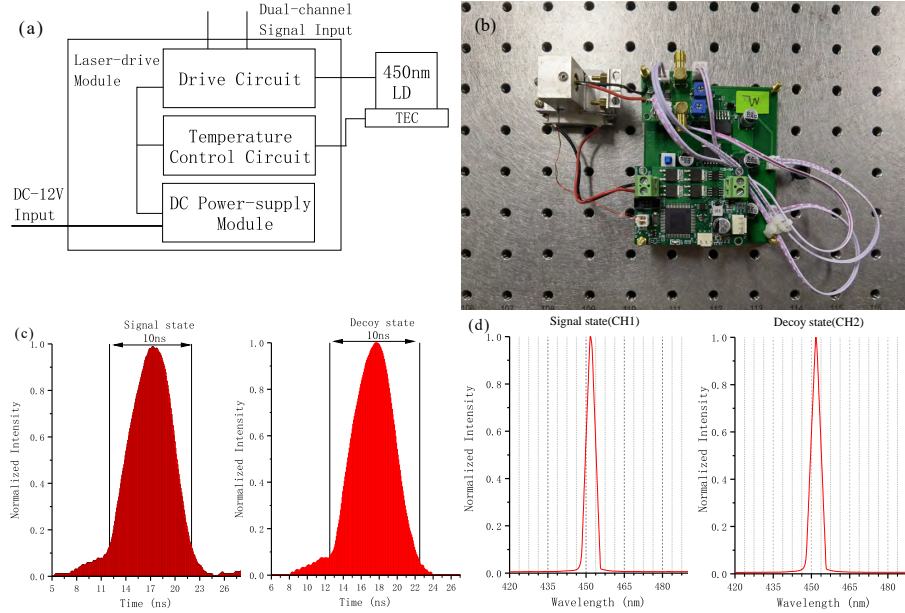 (a)
Dual-channel
Signal Input
Laser-drive
Module
Drive Circuit
450nm
LD
TEC
Temperature
Control Circuit
DC-12V
Input
DC Power-supply
Module
(b)
(c)
Signal state
10ns
Normalized Intensity
1.0
0.8
0.6
0.4
0.2
0.0
5 8 11 14 17 20 23 26
Time (ns)
Decoy state
10ns
Normalized Intensity
1.0
0.8
0.6
0.4
0.2
0.0
6 8 10 12 14 16 18 20 22 24 26
Time (ns)
(d)
Signal state(CH1)
Normalized Intensity
1.0
0.8
0.6
0.4
0.2
0.0
420 435 450 465 480
Wavelength (nm)
Decoy state(CH2)
Normalized Intensity
1.0
0.8
0.6
0.4
0.2
0.0
420 435 450 465 480
Wavelength (nm)